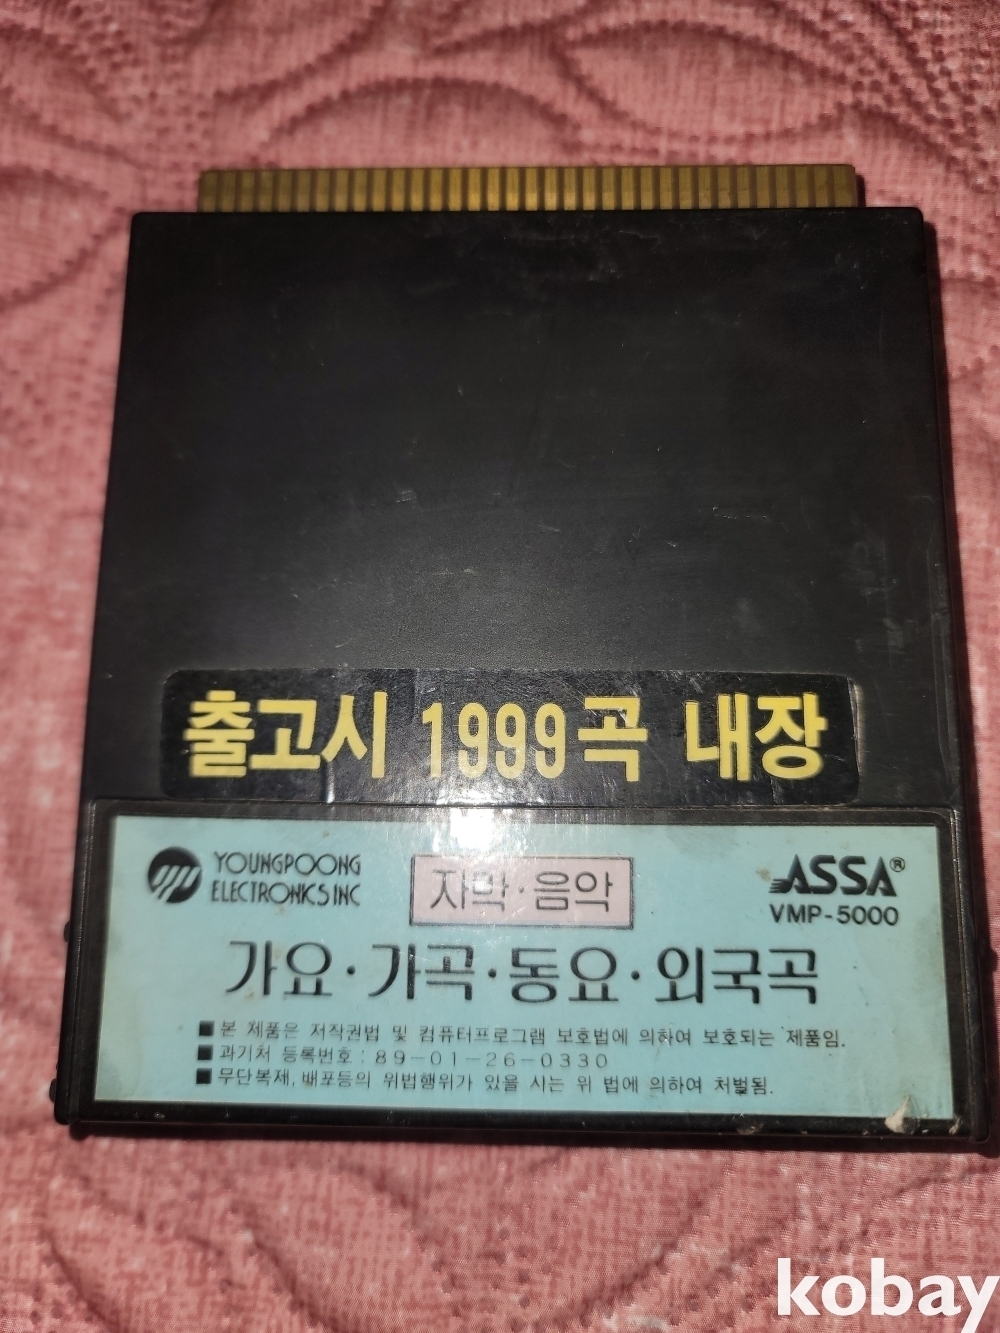 출고시 1999곡 내장
YOUNGPOONG
ELECTRONICS INC
자막·음악
ASSA®
VMP-5000
가요·가곡·동요·외국곡
■본 제품은 저작권법 및 컴퓨터프로그램 보호법에 의하여 보호되는 제품임.
■과기처 등록번호: 89-01-26-0330
■무단복제, 배포등의 위법행위가 있을 시는 위 법에 의하여 처벌됨.
kobay